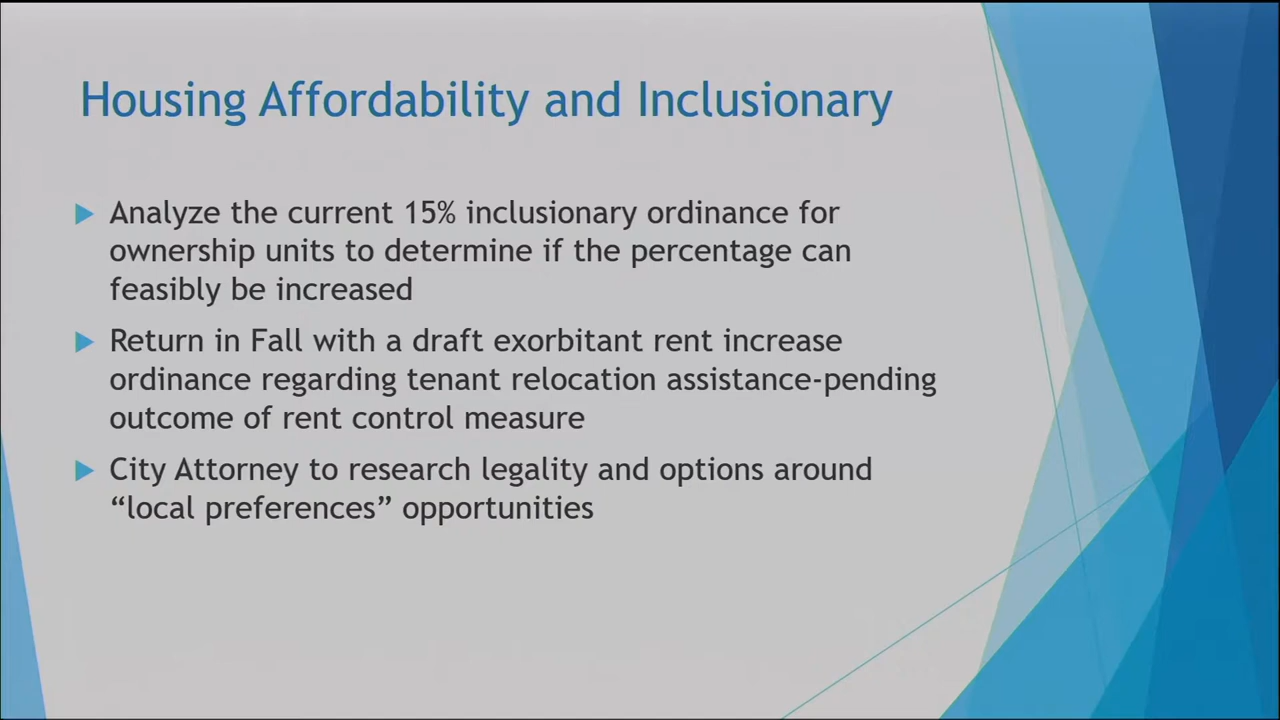 Housing Affordability and Inclusionary
Analyze the current 15% inclusionary ordinance for
ownership units to determine if the percentage can
feasibly be increased
Return in Fall with a draft exorbitant rent increase
ordinance regarding tenant relocation assistance-pending
outcome of rent control measure
City Attorney to research legality and options around
“local preferences” opportunities